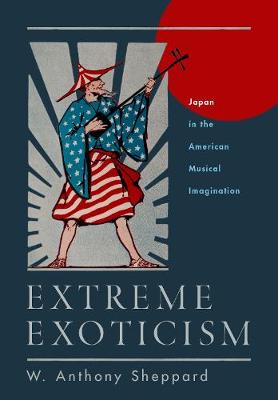 Japan
in the
American
Musical
Imagination
EXTREME
EXOTICISM
W. Anthony Sheppard